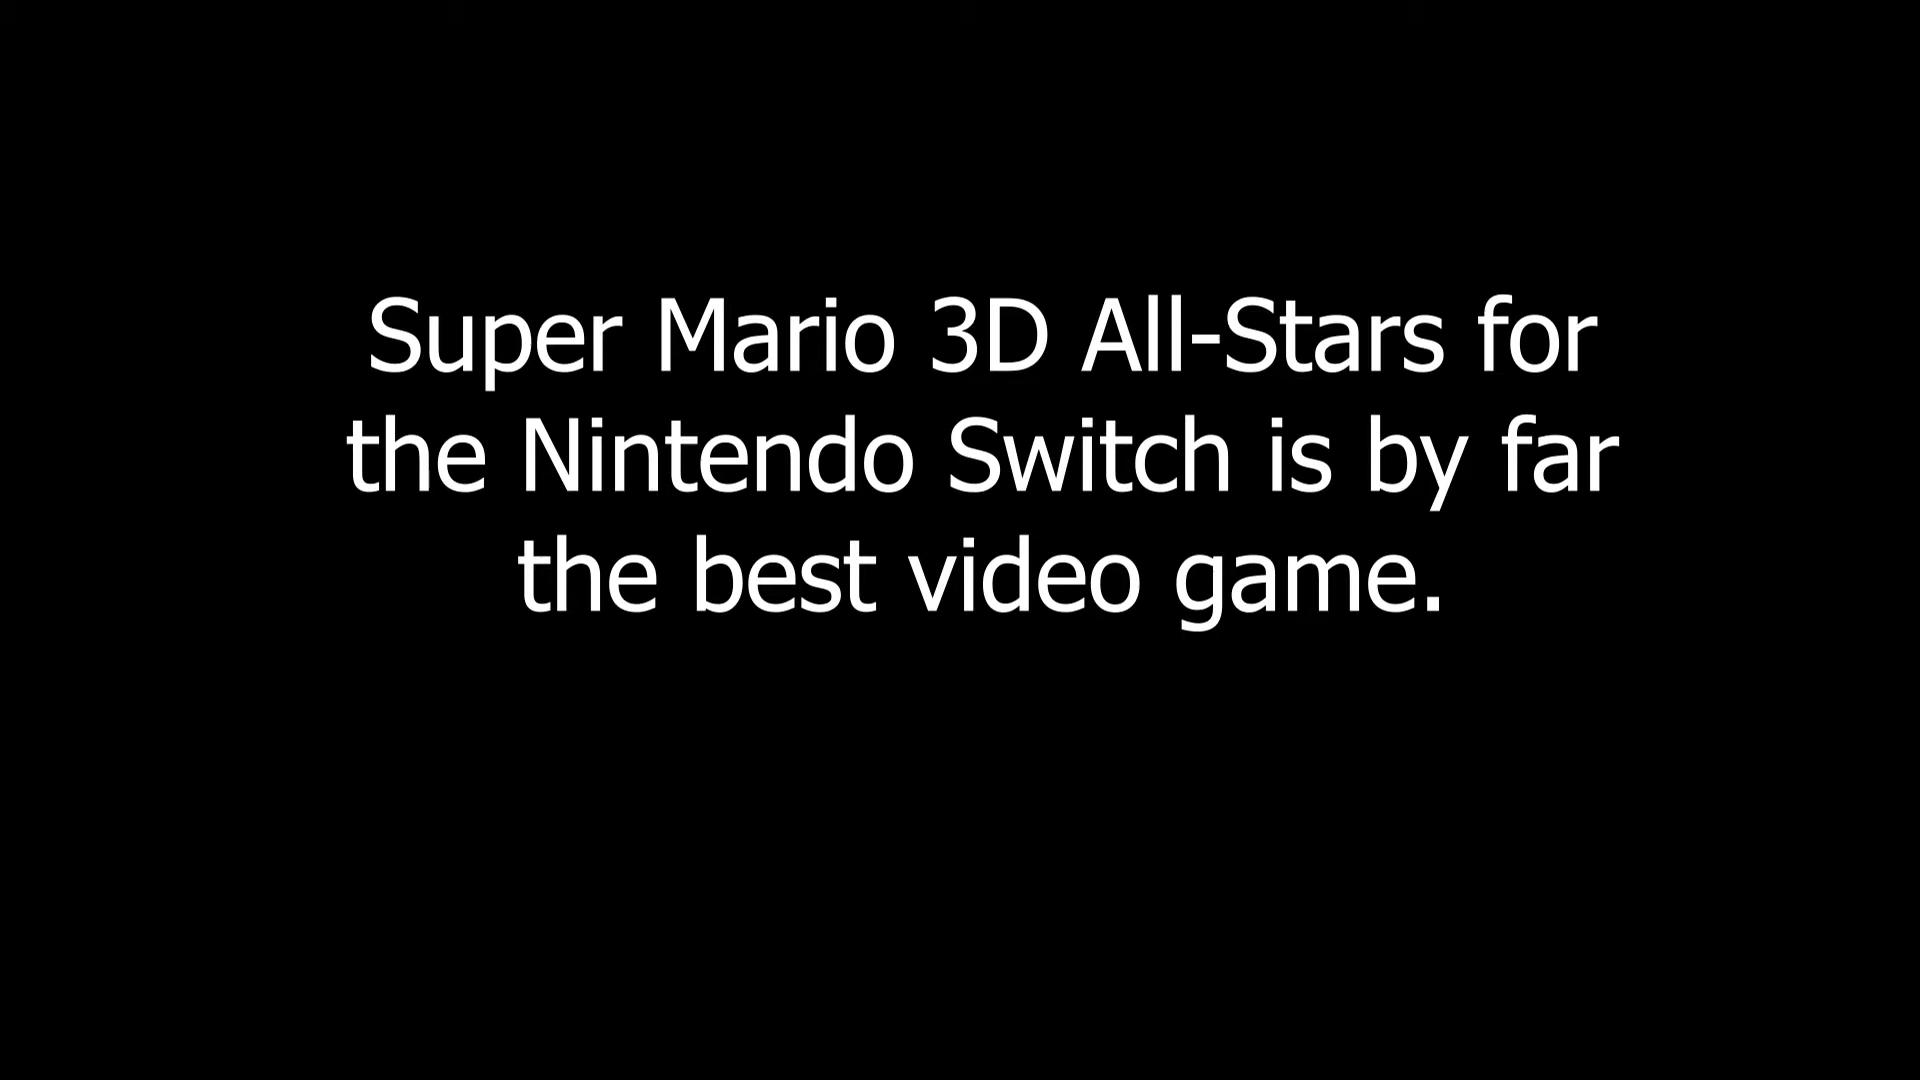 Super Mario 3D All-Stars for
the Nintendo Switch is by far
the best video game.